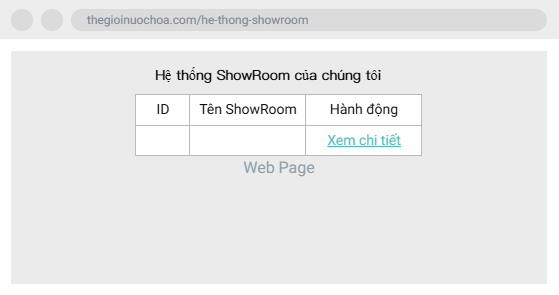 thegioinuochoa.com/he-thong-showroom
Hệ thống ShowRoom của chúng tôi
ID Tên ShowRoom Hành động
Xem chi tiết
Web Page